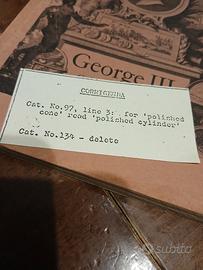 George III
CORRIGENDA
Cat. No.97, line 3: for 'polished
cone' read 'polished cylinder'
Cat. No.134 - delete
subito